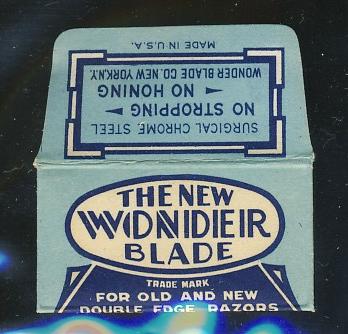 MADE IN U.S.A.
SURGICAL CHROME STEEL
NO STROPPING
NO HONING
WONDER BLADE CO. NEW YORK, N.Y.
THE NEW
WONDER
BLADE
TRADE MARK
FOR OLD AND NEW
DOUBLE EDGE RAZORS